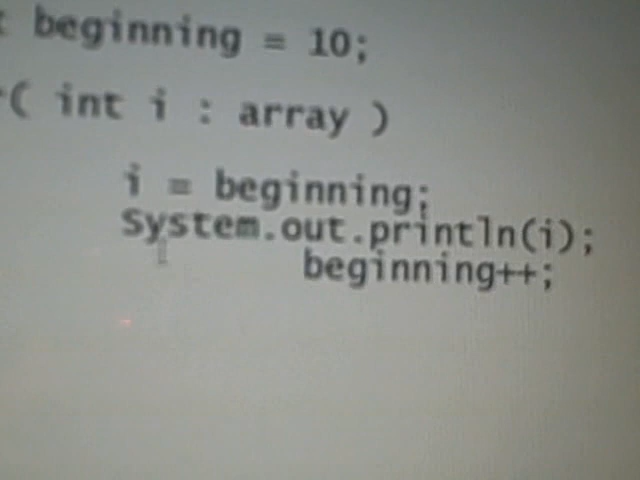 beginning = 10;
( int i : array )
i = beginning;
System.out.println(i);
beginning++;